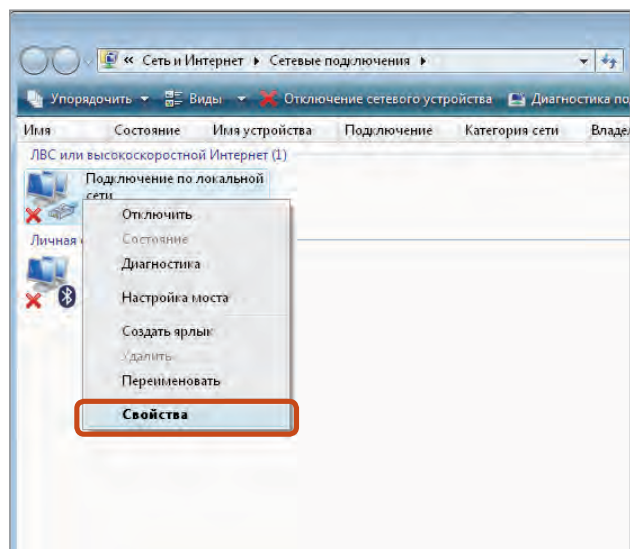 « Сеть и Интернет Сетевые подключения
Упорядочить Виды Отключение сетевого устройства Диагностика по
Имя Состояние Имя устройства Подключение Категория сети Владел
ЛВС или высокоскоростной Интернет (1)
Подключение по локальной
сети
Отключить
Личная
Состояние
Диагностика
Настройка моста
Создать ярлык
Удалить
Переименовать
Свойства